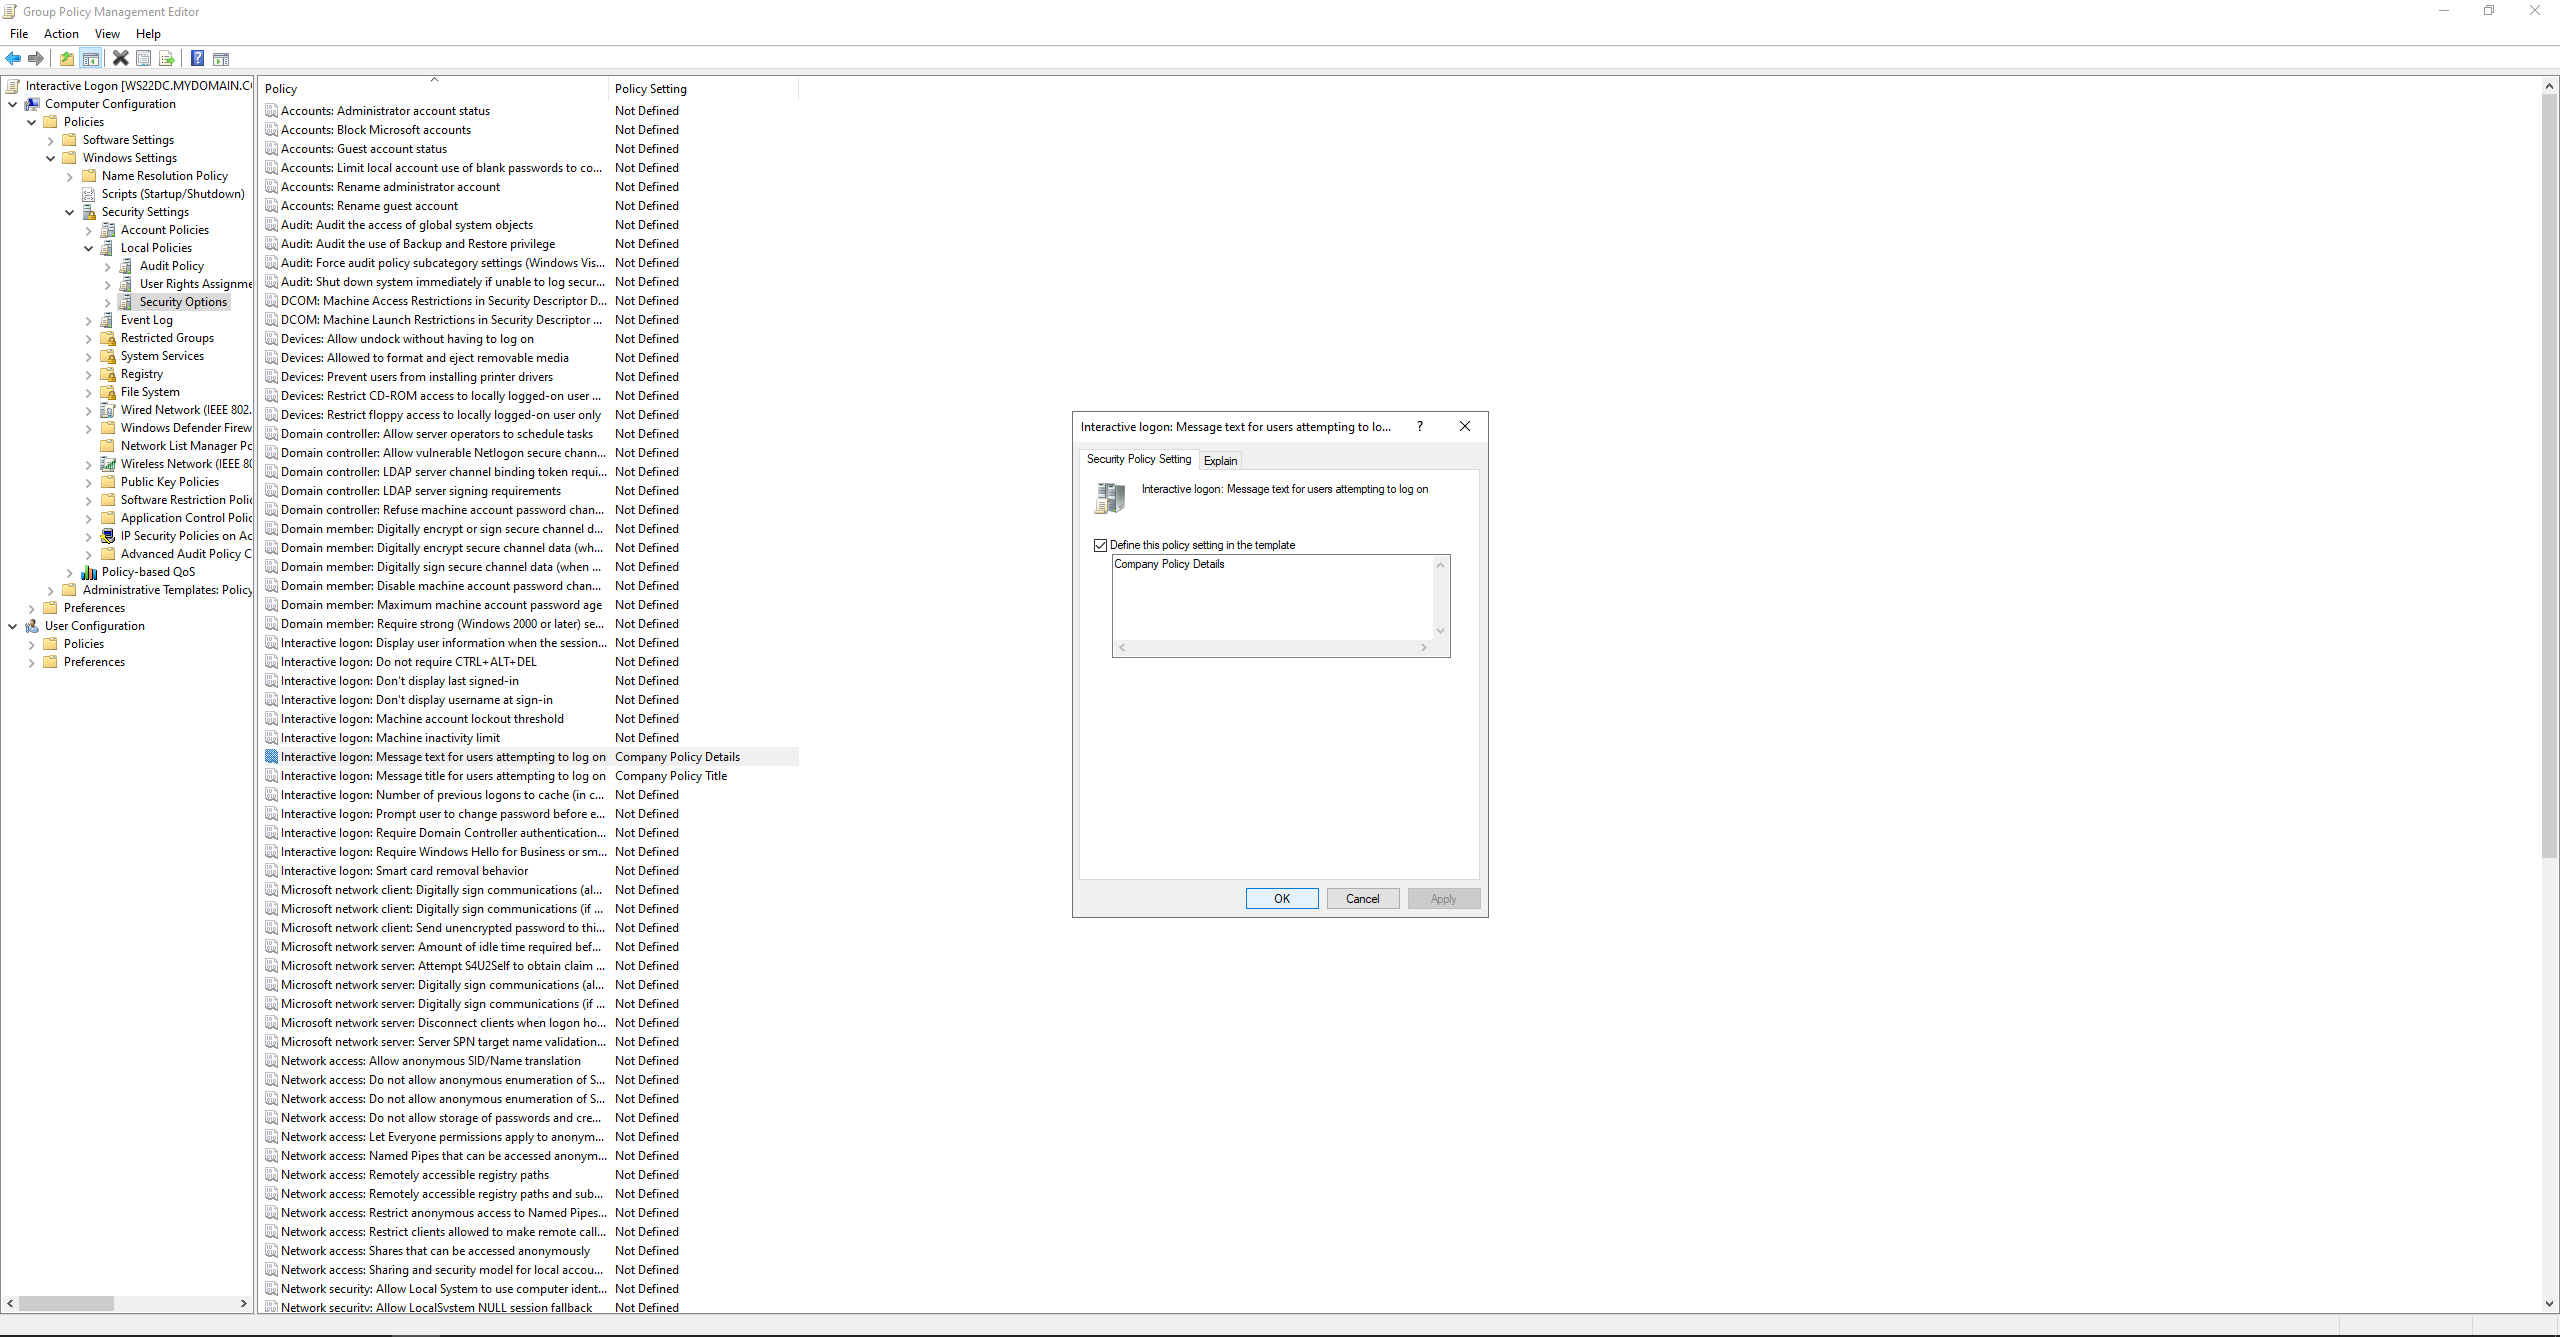 Group Policy Management Editor
File Action View Help
Interactive Logon [WS22DC.MYDOMAIN.C
Computer Configuration
Policies
Software Settings
Windows Settings
Name Resolution Policy
Scripts (Startup/Shutdown)
Security Settings
Account Policies
Local Policies
Audit Policy
User Rights Assignme
Security Options
Event Log
Restricted Groups
System Services
Registry
File System
Wired Network (IEEE 802.
Windows Defender Firew
Network List Manager Po
Wireless Network (IEEE 80
Public Key Policies
Software Restriction Polic
Application Control Polic
IP Security Policies on Ac
Advanced Audit Policy C
Policy-based QoS
Administrative Templates: Policy
Preferences
User Configuration
Policies
Preferences
Policy Policy Setting
Accounts: Administrator account status Not Defined
Accounts: Block Microsoft accounts Not Defined
Accounts: Guest account status Not Defined
Accounts: Limit local account use of blank passwords to co... Not Defined
Accounts: Rename administrator account Not Defined
Accounts: Rename guest account Not Defined
Audit: Audit the access of global system objects Not Defined
Audit: Audit the use of Backup and Restore privilege Not Defined
Audit: Force audit policy subcategory settings (Windows Vis... Not Defined
Audit: Shut down system immediately if unable to log secur... Not Defined
DCOM: Machine Access Restrictions in Security Descriptor D... Not Defined
DCOM: Machine Launch Restrictions in Security Descriptor ... Not Defined
Devices: Allow undock without having to log on Not Defined
Devices: Allowed to format and eject removable media Not Defined
Devices: Prevent users from installing printer drivers Not Defined
Devices: Restrict CD-ROM access to locally logged-on user ... Not Defined
Devices: Restrict floppy access to locally logged-on user only Not Defined
Domain controller: Allow server operators to schedule tasks Not Defined
Domain controller: Allow vulnerable Netlogon secure chann... Not Defined
Domain controller: LDAP server channel binding token requi... Not Defined
Domain controller: LDAP server signing requirements Not Defined
Domain controller: Refuse machine account password chan... Not Defined
Domain member: Digitally encrypt or sign secure channel d... Not Defined
Domain member: Digitally encrypt secure channel data (wh... Not Defined
Domain member: Digitally sign secure channel data (when ... Not Defined
Domain member: Disable machine account password chan... Not Defined
Domain member: Maximum machine account password age Not Defined
Domain member: Require strong (Windows 2000 or later) se... Not Defined
Interactive logon: Display user information when the session... Not Defined
Interactive logon: Do not require CTRL+ALT+DEL Not Defined
Interactive logon: Don't display last signed-in Not Defined
Interactive logon: Don't display username at sign-in Not Defined
Interactive logon: Machine account lockout threshold Not Defined
Interactive logon: Machine inactivity limit Not Defined
Interactive logon: Message text for users attempting to log on Company Policy Details
Interactive logon: Message title for users attempting to log on Company Policy Title
Interactive logon: Number of previous logons to cache (in c... Not Defined
Interactive logon: Prompt user to change password before e... Not Defined
Interactive logon: Require Domain Controller authentication... Not Defined
Interactive logon: Require Windows Hello for Business or sm... Not Defined
Interactive logon: Smart card removal behavior Not Defined
Microsoft network client: Digitally sign communications (al... Not Defined
Microsoft network client: Digitally sign communications (if ... Not Defined
Microsoft network client: Send unencrypted password to thi... Not Defined
Microsoft network server: Amount of idle time required bef... Not Defined
Microsoft network server: Attempt S4U2Self to obtain claim ... Not Defined
Microsoft network server: Digitally sign communications (al... Not Defined
Microsoft network server: Digitally sign communications (if ... Not Defined
Microsoft network server: Disconnect clients when logon ho... Not Defined
Microsoft network server: Server SPN target name validation... Not Defined
Network access: Allow anonymous SID/Name translation Not Defined
Network access: Do not allow anonymous enumeration of S... Not Defined
Network access: Do not allow anonymous enumeration of S... Not Defined
Network access: Do not allow storage of passwords and cre... Not Defined
Network access: Let Everyone permissions apply to anonym... Not Defined
Network access: Named Pipes that can be accessed anonym... Not Defined
Network access: Remotely accessible registry paths Not Defined
Network access: Remotely accessible registry paths and sub... Not Defined
Network access: Restrict anonymous access to Named Pipes... Not Defined
Network access: Restrict clients allowed to make remote call... Not Defined
Network access: Shares that can be accessed anonymously Not Defined
Network access: Sharing and security model for local accou... Not Defined
Network security: Allow Local System to use computer ident... Not Defined
Network security: Allow LocalSystem NULL session fallback Not Defined
Interactive logon: Message text for users attempting to lo... ?
Security Policy Setting Explain
Interactive logon: Message text for users attempting to log on
Define this policy setting in the template
Company Policy Details
OK Cancel Apply